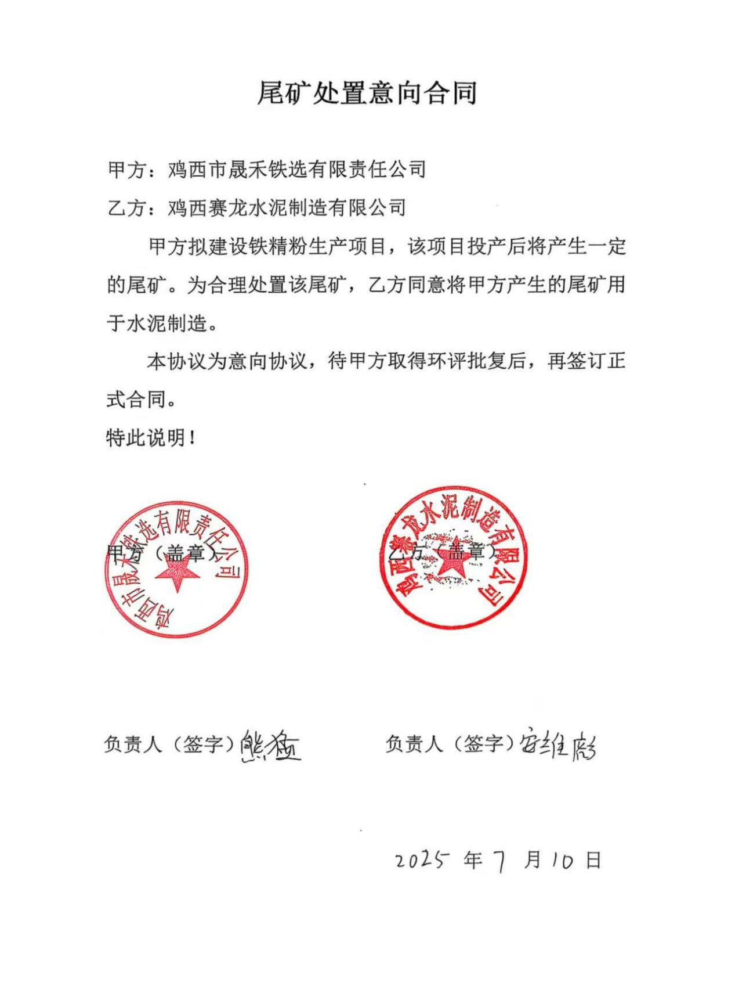 尾矿处置意向合同
甲方：鸡西市晟禾铁选有限责任公司
乙方：鸡西赛龙水泥制造有限公司
甲方拟建设铁精粉生产项目，该项目投产后将产生一定
的尾矿。为合理处置该尾矿，乙方同意将甲方产生的尾矿用
于水泥制造。
本协议为意向协议，待甲方取得环评批复后，再签订正
式合同。
特此说明！
鸡西市晟禾铁选有限责任公司
甲方（盖章）
鸡西赛龙水泥制造有限公司
乙方（盖章）
负责人（签字）熊猛
负责人（签字）安维彪
2025 年 7 月 10 日